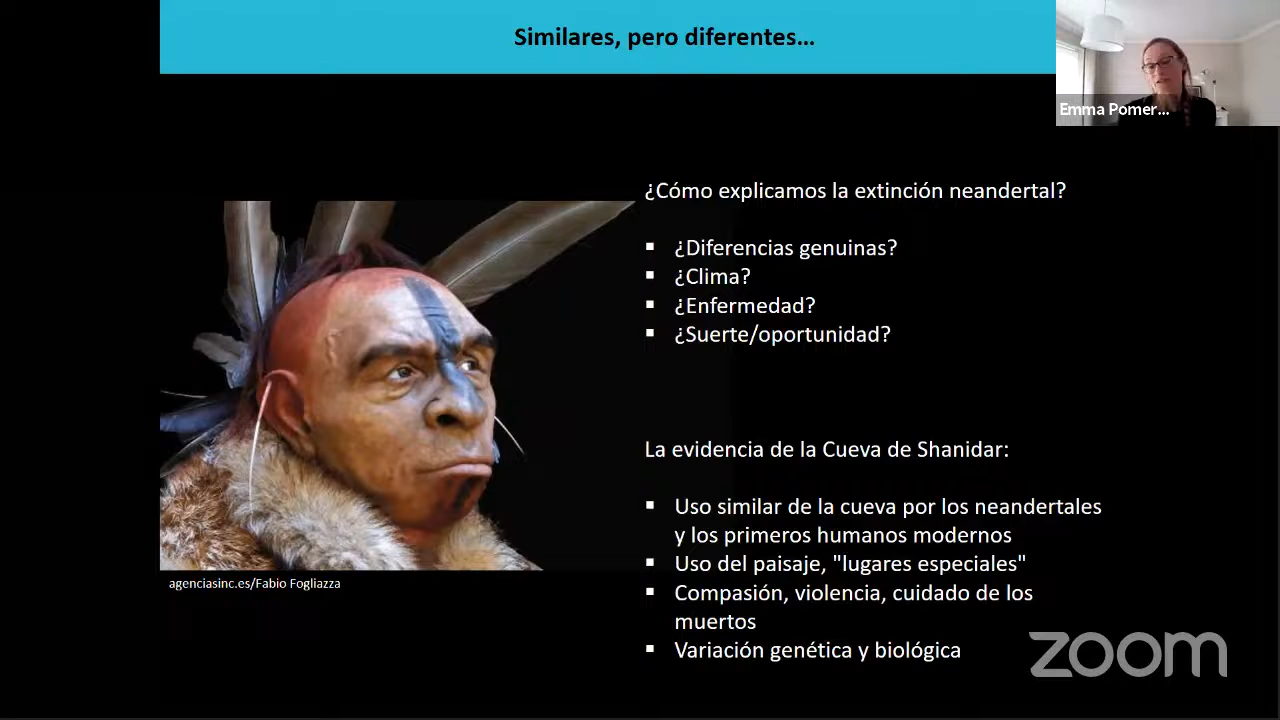 Similares, pero diferentes...
Emma Pomer...
¿Cómo explicamos la extinción neandertal?
▪ ¿Diferencias genuinas?
▪ ¿Clima?
▪ ¿Enfermedad?
▪ ¿Suerte/oportunidad?
La evidencia de la Cueva de Shanidar:
▪ Uso similar de la cueva por los neandertales
y los primeros humanos modernos
▪ Uso del paisaje, "lugares especiales"
▪ Compasión, violencia, cuidado de los
muertos
▪ Variación genética y biológica
agenciasinc.es/Fabio Fogliazza
zoom